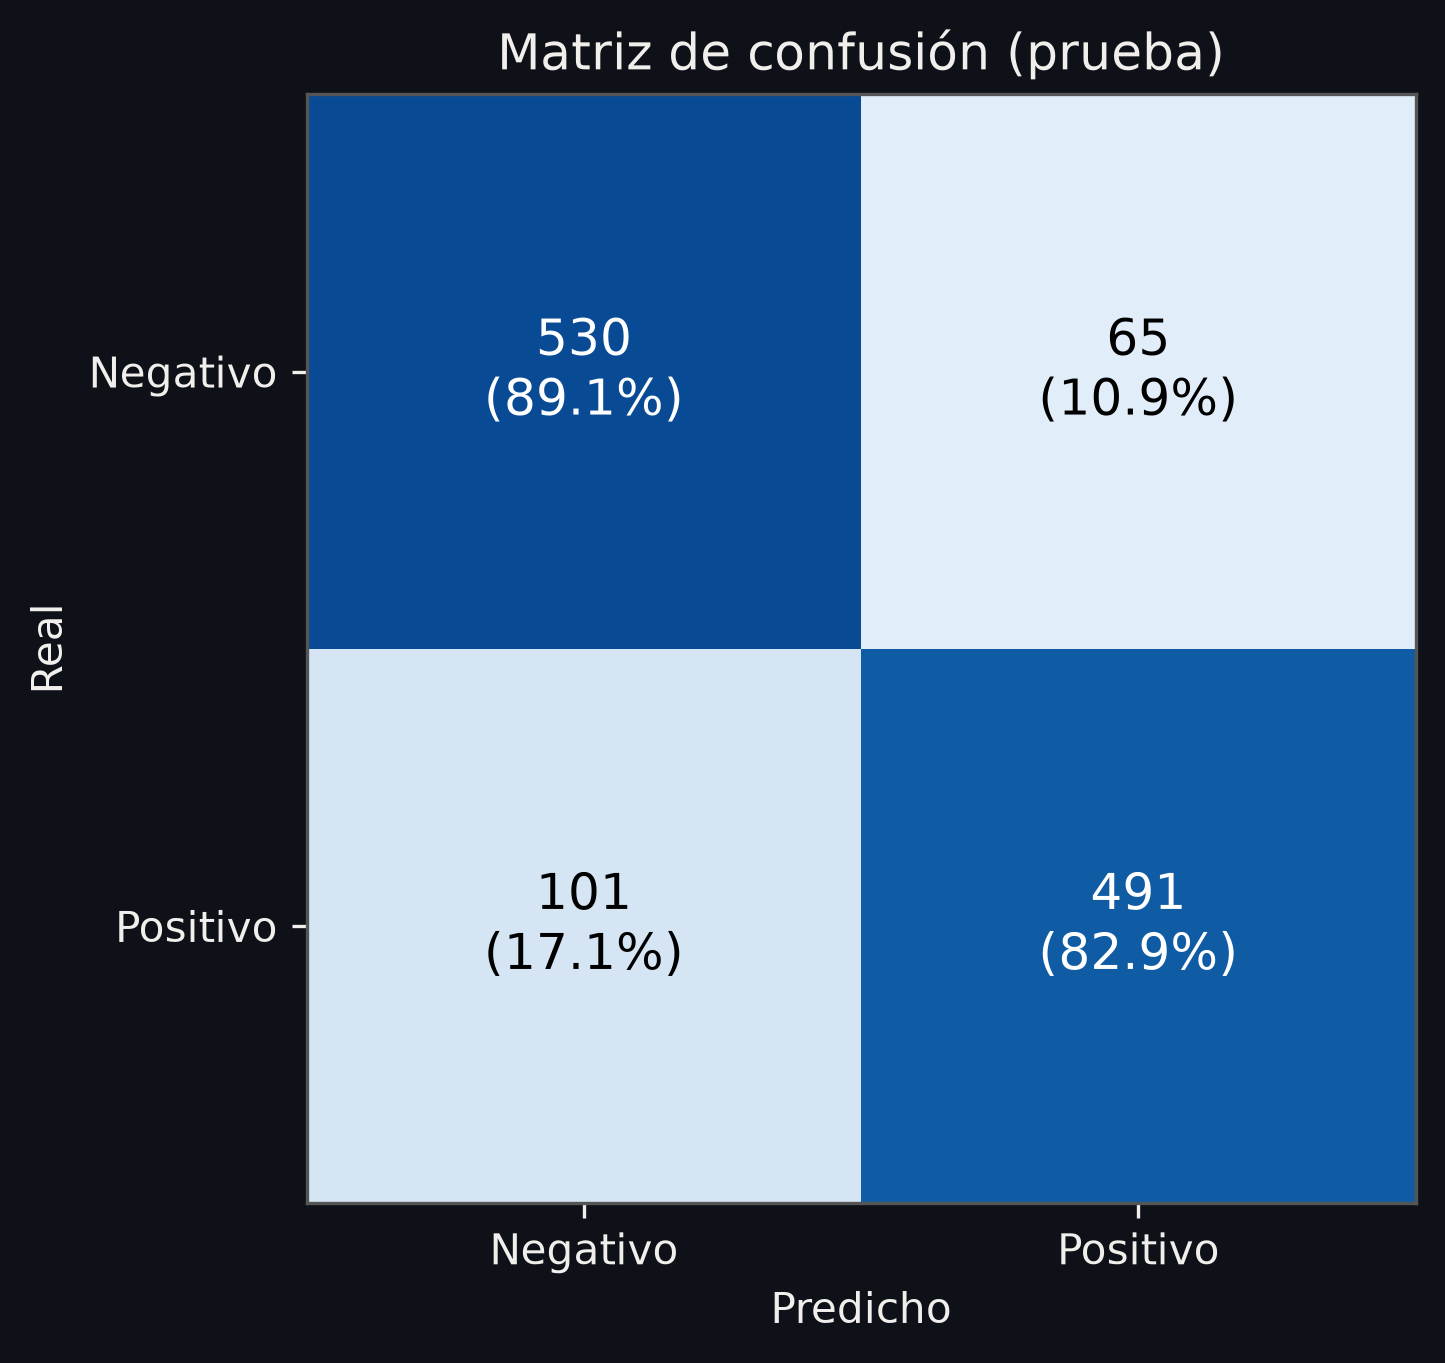 Matriz de confusión (prueba)
Real
Negativo
530
(89.1%)
65
(10.9%)
Positivo
101
(17.1%)
491
(82.9%)
Negativo
Positivo
Predicho